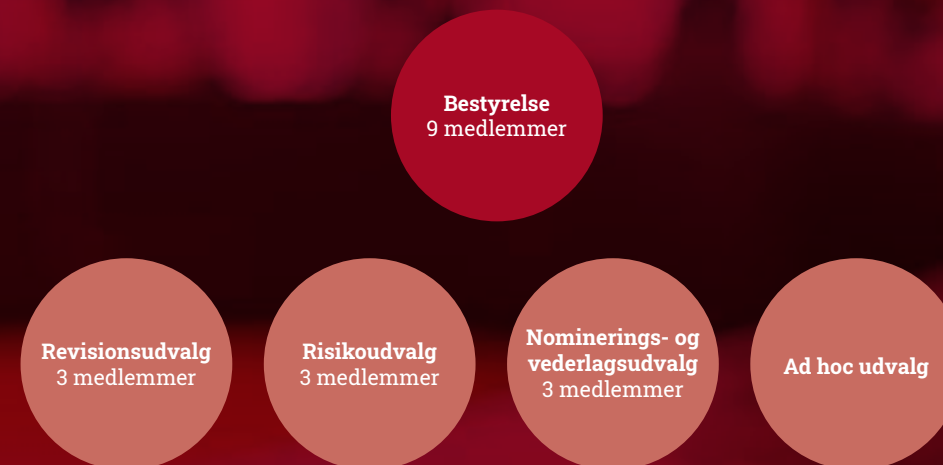 Bestyrelse
9 medlemmer
Revisionsudvalg
3 medlemmer
Risikoudvalg
3 medlemmer
Nominerings- og
vederlagsudvalg
3 medlemmer
Ad hoc udvalg